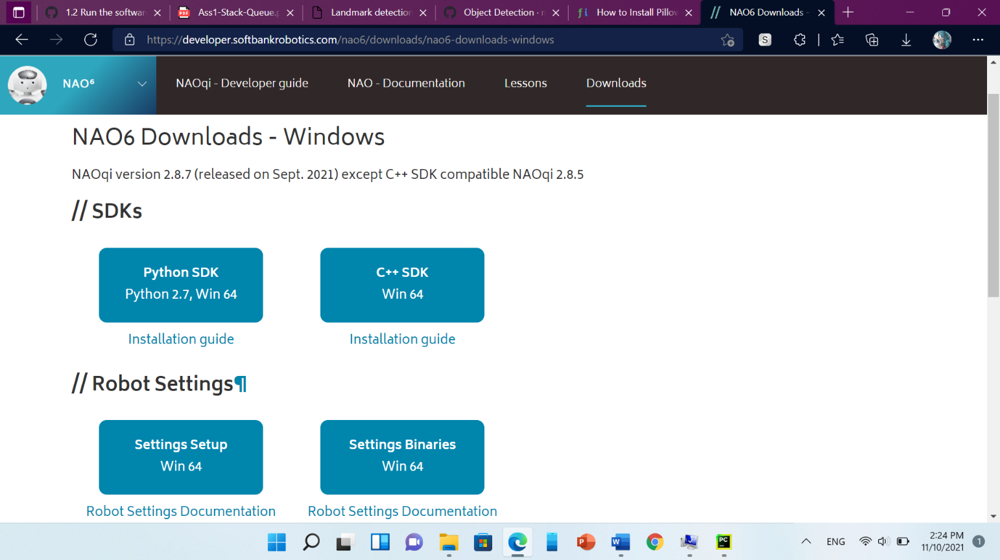 1.2 Run the softwar
Ass1-Stack-Queue.p
Landmark detection
Object Detection · n
fi How to Install Pillow
NAO6 Downloads -
https://developer.softbankrobotics.com/nao6/downloads/nao6-downloads-windows
S
NAO⁶
NAOqi - Developer guide
NAO - Documentation
Lessons
Downloads
NAO6 Downloads - Windows
NAOqi version 2.8.7 (released on Sept. 2021) except C++ SDK compatible NAOqi 2.8.5
// SDKs
Python SDK
Python 2.7, Win 64
C++ SDK
Win 64
Installation guide
Installation guide
// Robot Settings¶
Settings Setup
Win 64
Settings Binaries
Win 64
Robot Settings Documentation
Robot Settings Documentation
ENG
2:24 PM
11/10/2021
1